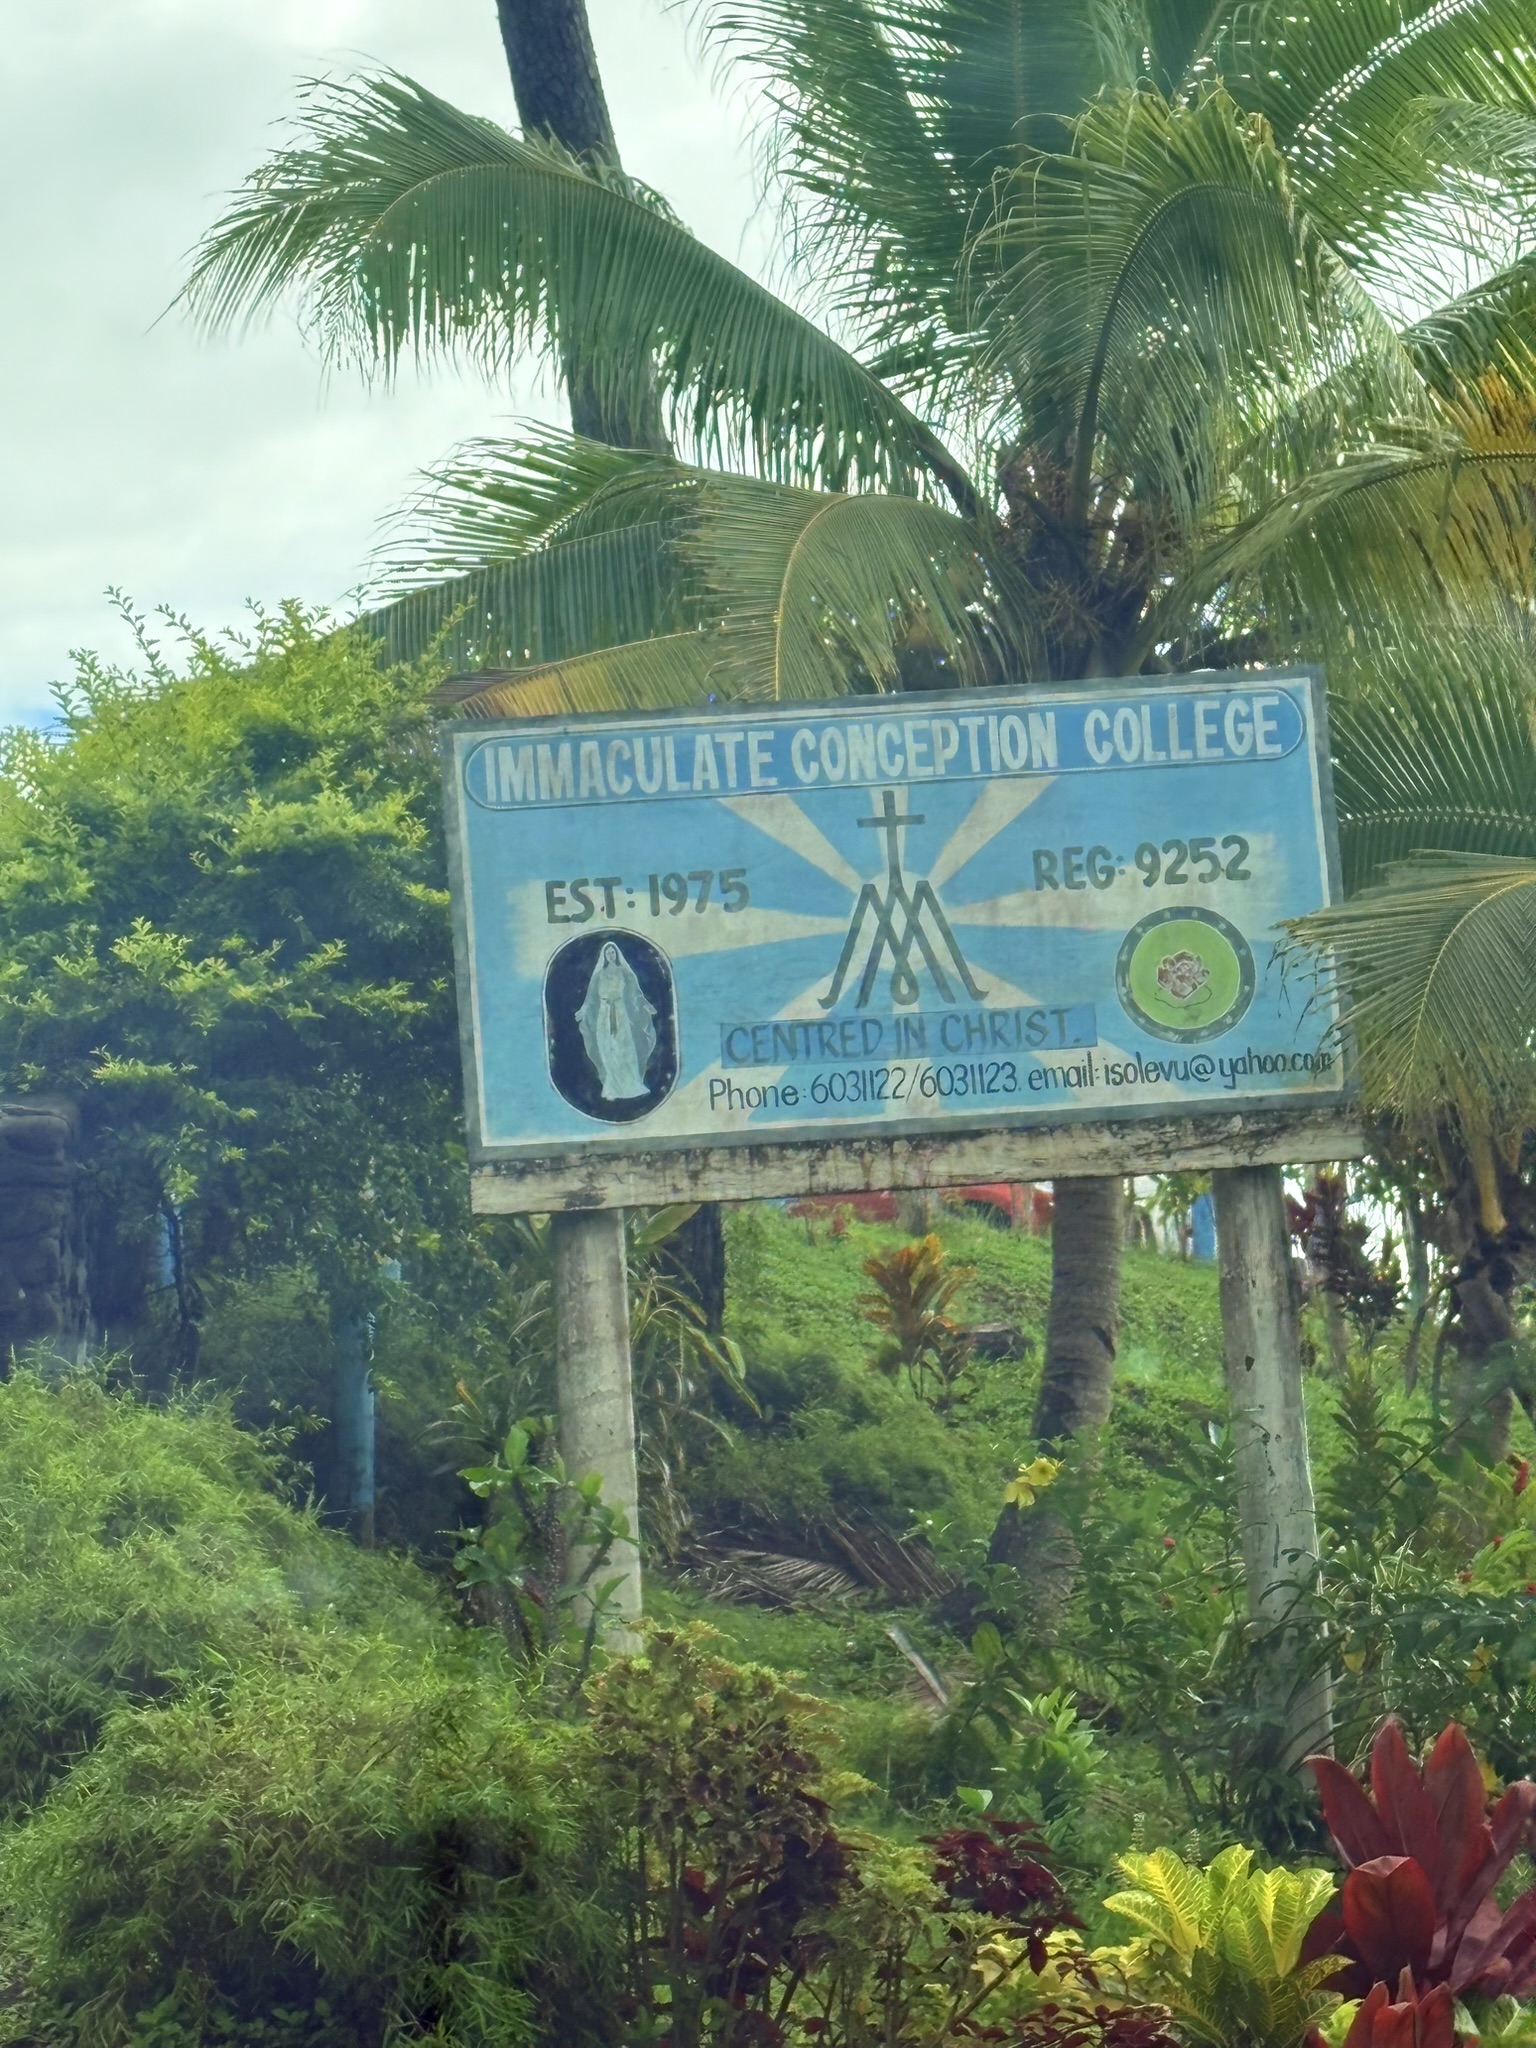 IMMACULATE CONCEPTION COLLEGE
EST: 1975
REG: 9252
CENTRED IN CHRIST.
Phone: 6031122/6031123. email: isolevu@yahoo.com